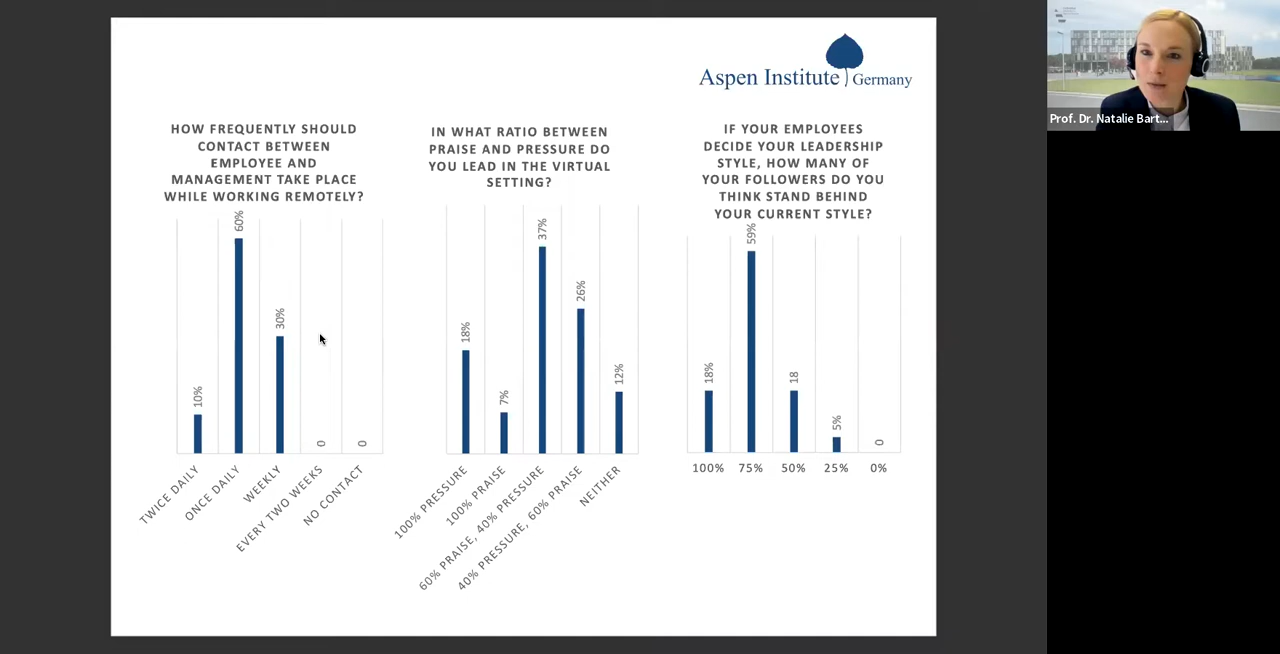 Aspen Institute Germany
HOW FREQUENTLY SHOULD
CONTACT BETWEEN
EMPLOYEE AND
MANAGEMENT TAKE PLACE
WHILE WORKING REMOTELY?
10%
60%
30%
0
0
TWICE DAILY
ONCE DAILY
WEEKLY
EVERY TWO WEEKS
NO CONTACT
IN WHAT RATIO BETWEEN
PRAISE AND PRESSURE DO
YOU LEAD IN THE VIRTUAL
SETTING?
18%
7%
37%
26%
12%
100% PRESSURE
100% PRAISE
60% PRAISE, 40% PRESSURE
40% PRESSURE, 60% PRAISE
NEITHER
IF YOUR EMPLOYEES
DECIDE YOUR LEADERSHIP
STYLE, HOW MANY OF
YOUR FOLLOWERS DO YOU
THINK STAND BEHIND
YOUR CURRENT STYLE?
18%
59%
18
5%
0
100%
75%
50%
25%
0%
Prof. Dr. Natalie Bart...